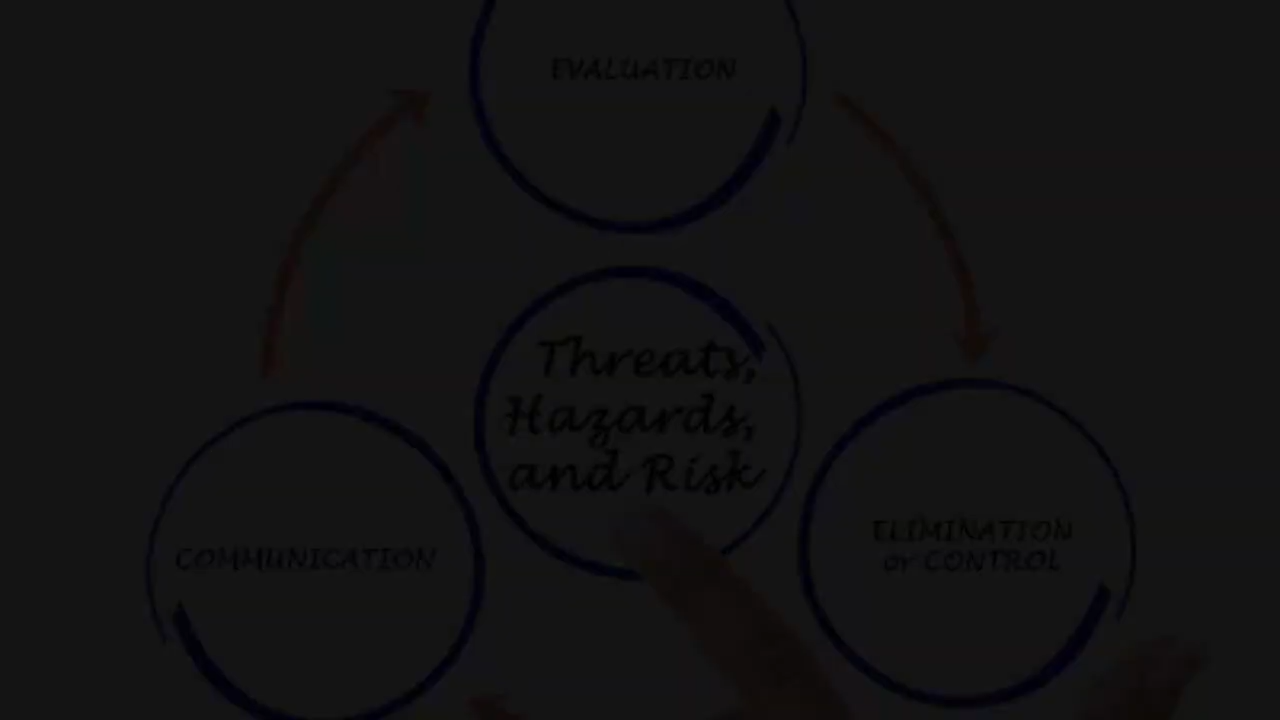 EVALUATION
Threats,
Hazards,
and Risk
COMMUNICATION
ELIMINATION
or CONTROL